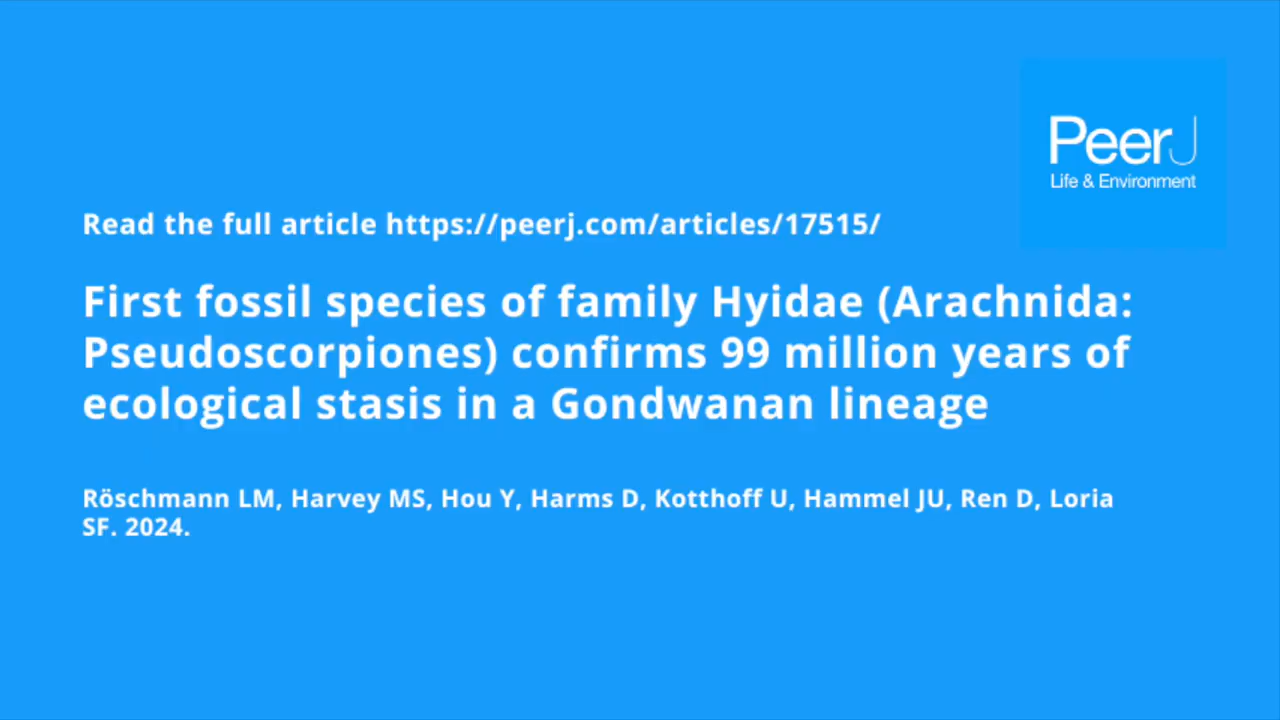 PeerJ
Life & Environment
Read the full article https://peerj.com/articles/17515/
First fossil species of family Hyidae (Arachnida:
Pseudoscorpiones) confirms 99 million years of
ecological stasis in a Gondwanan lineage
Röschmann LM, Harvey MS, Hou Y, Harms D, Kotthoff U, Hammel JU, Ren D, Loria
SF. 2024.